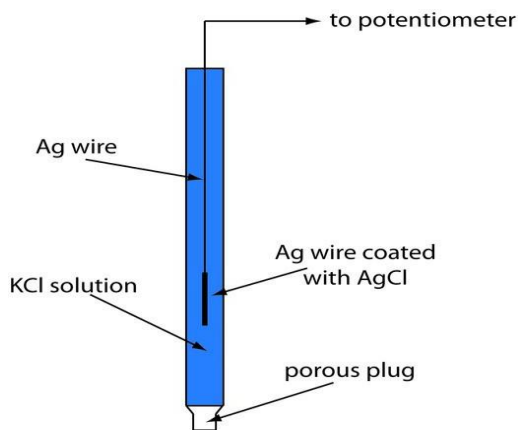 to potentiometer
Ag wire
Ag wire coated
with AgCl
KCl solution
porous plug